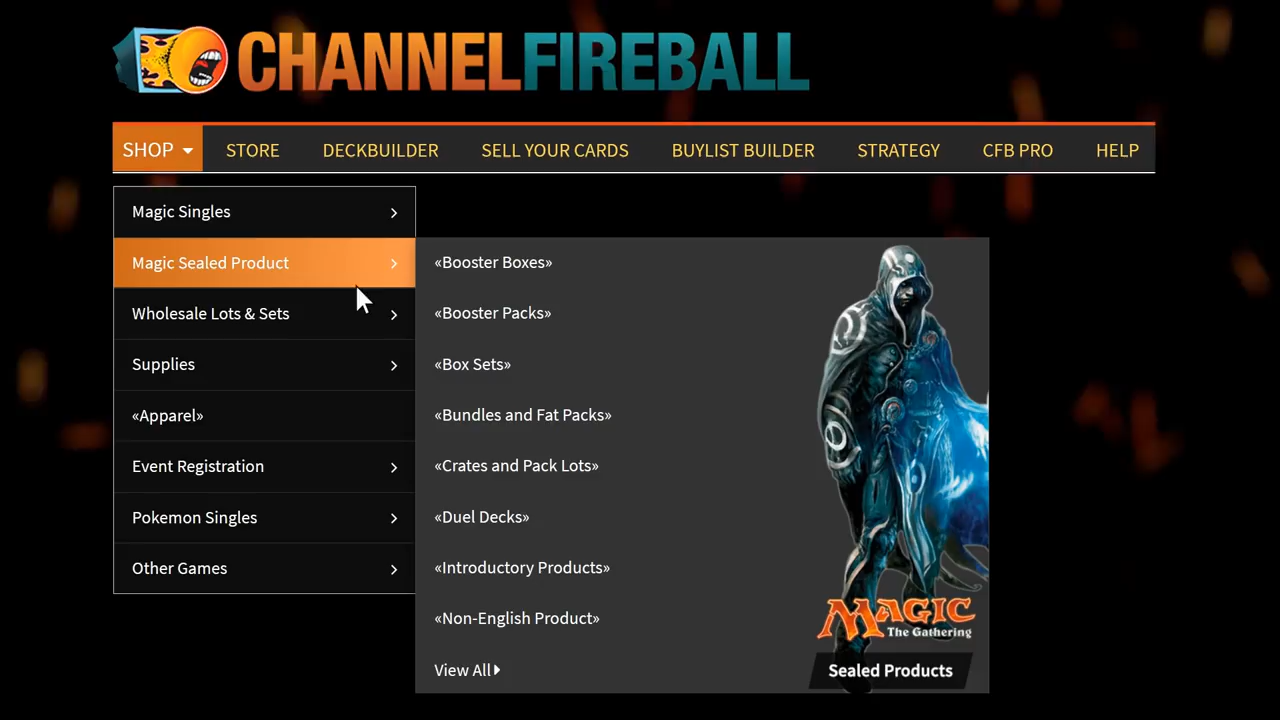 CHANNELFIREBALL
SHOP
STORE
DECKBUILDER
SELL YOUR CARDS
BUYLIST BUILDER
STRATEGY
CFB PRO
HELP
Magic Singles
Magic Sealed Product
Wholesale Lots & Sets
Supplies
«Apparel»
Event Registration
Pokemon Singles
Other Games
«Booster Boxes»
«Booster Packs»
«Box Sets»
«Bundles and Fat Packs»
«Crates and Pack Lots»
«Duel Decks»
«Introductory Products»
«Non-English Product»
View All
MAGIC
The Gathering
Sealed Products